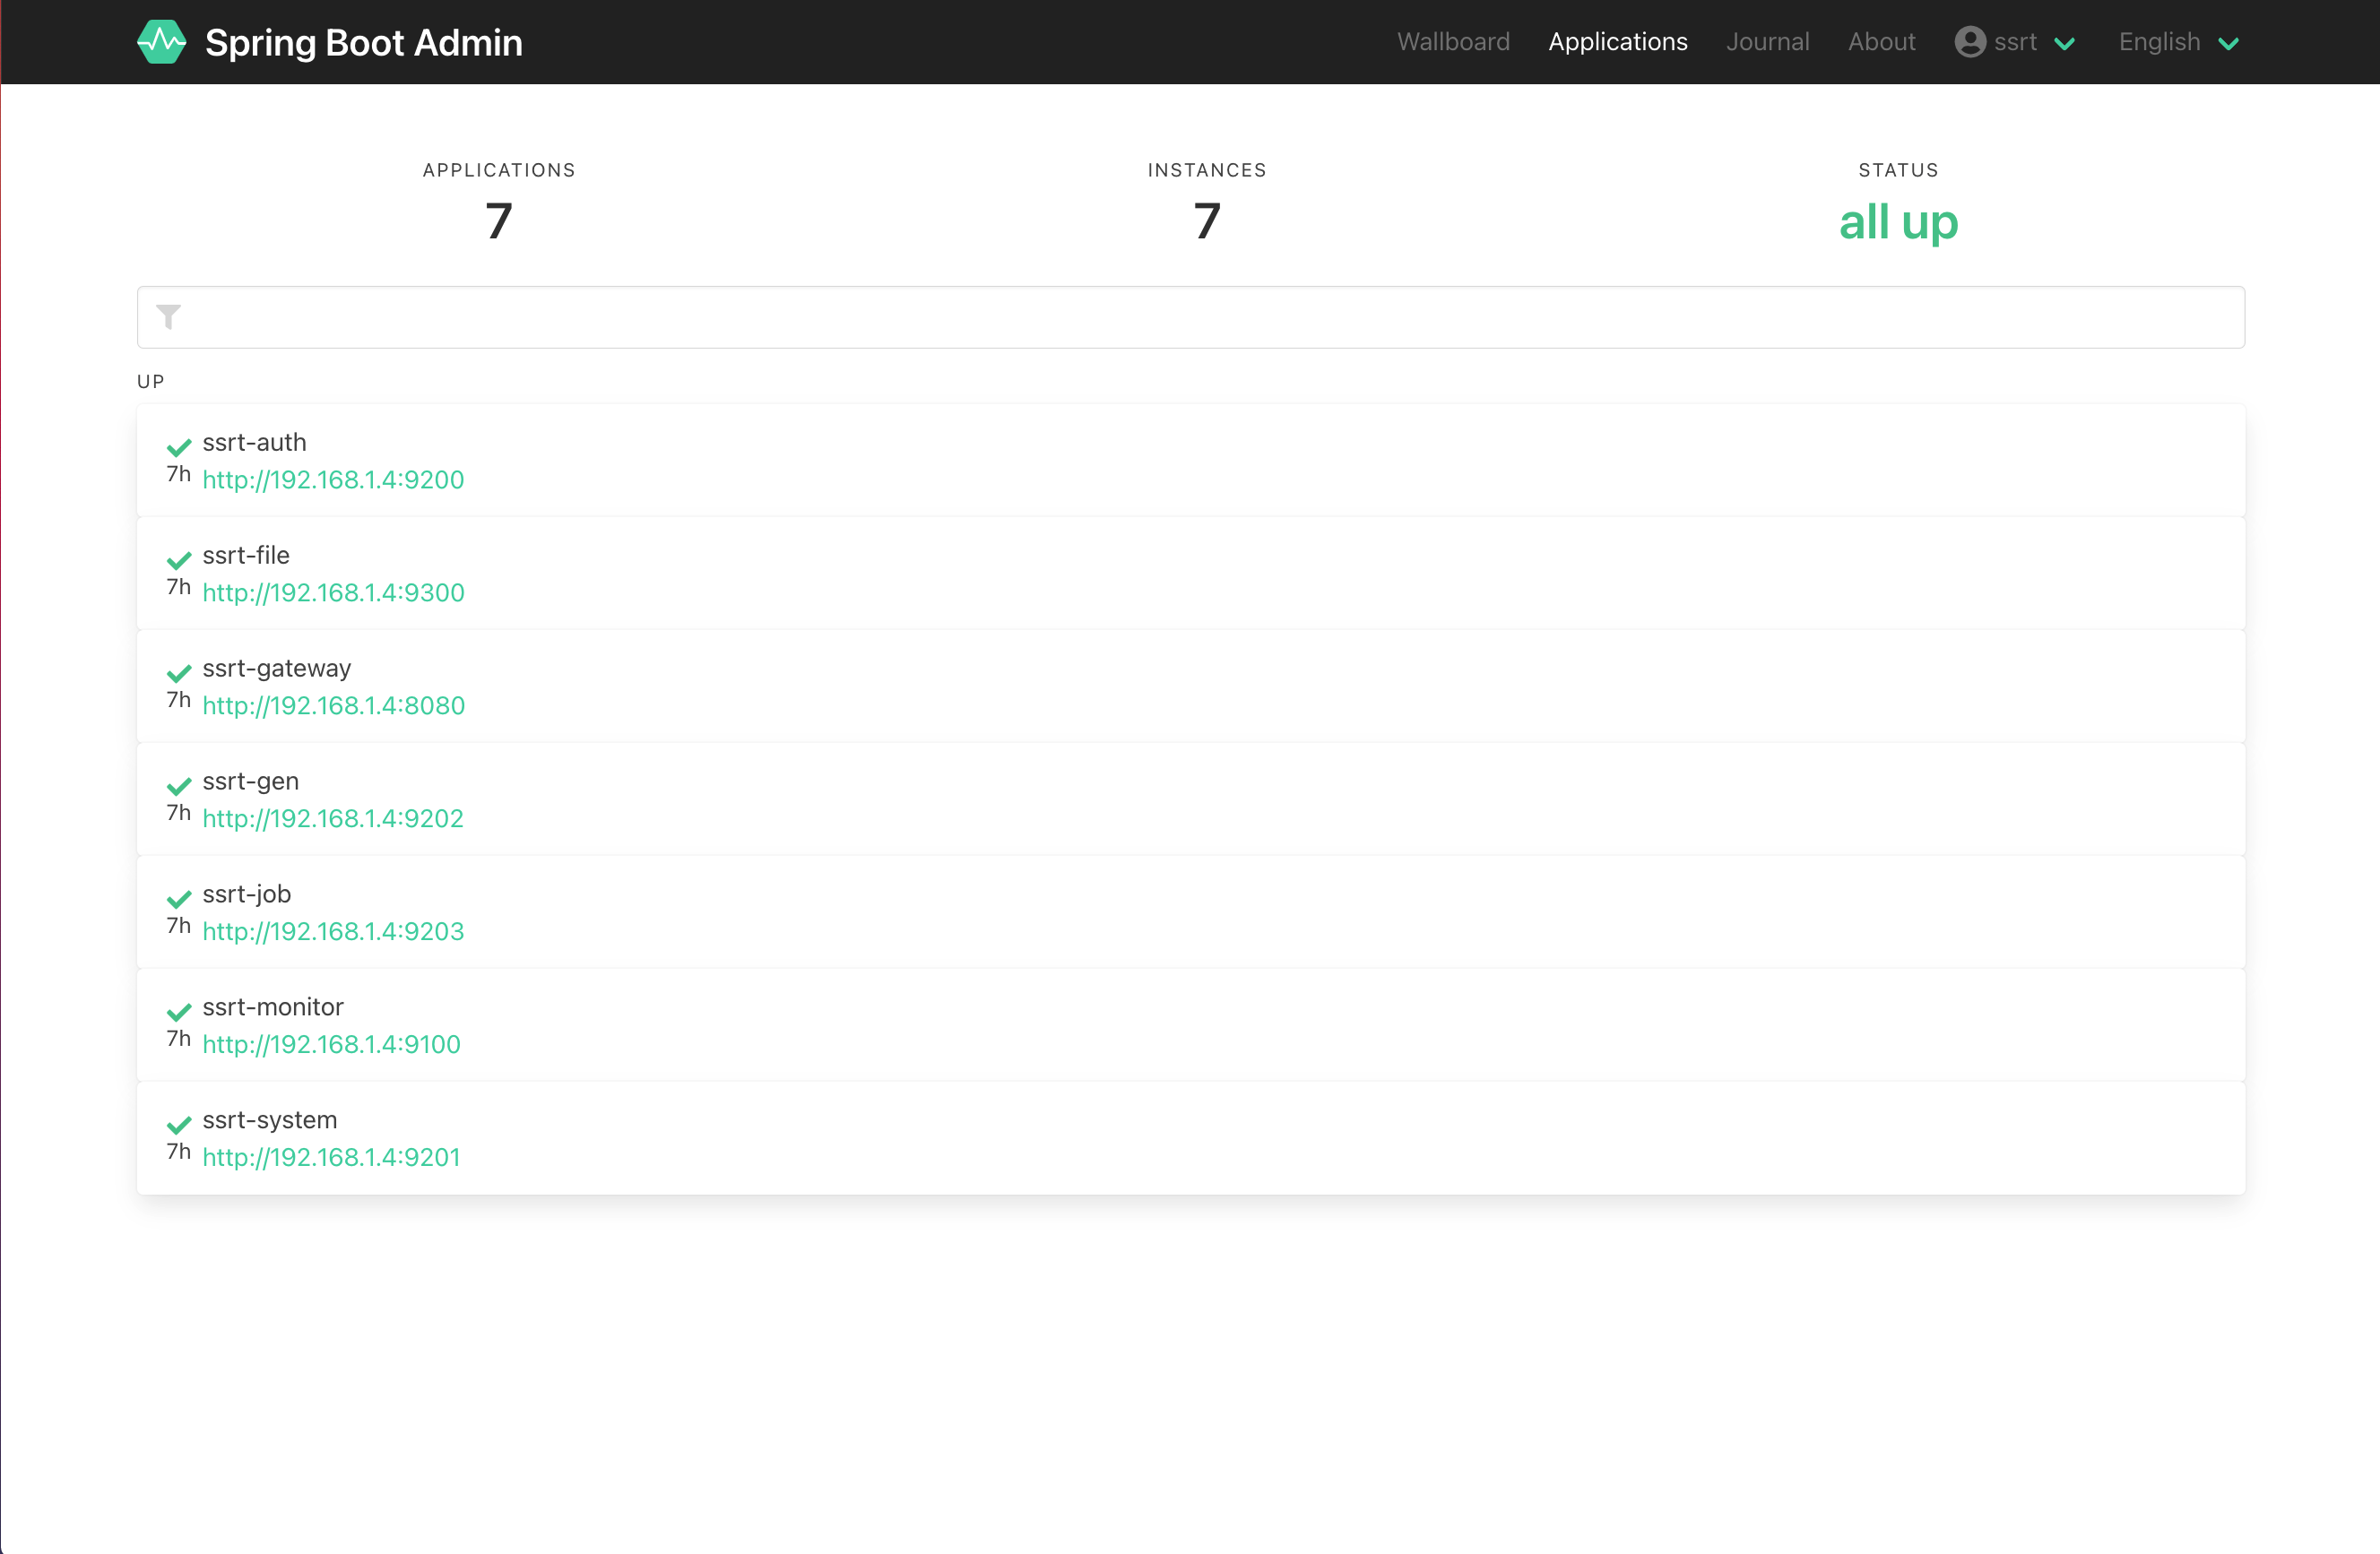 Spring Boot Admin
Wallboard Applications Journal About ssrt English
APPLICATIONS INSTANCES STATUS
7 7 all up
UP
ssrt-auth
7h http://192.168.1.4:9200
ssrt-file
7h http://192.168.1.4:9300
ssrt-gateway
7h http://192.168.1.4:8080
ssrt-gen
7h http://192.168.1.4:9202
ssrt-job
7h http://192.168.1.4:9203
ssrt-monitor
7h http://192.168.1.4:9100
ssrt-system
7h http://192.168.1.4:9201